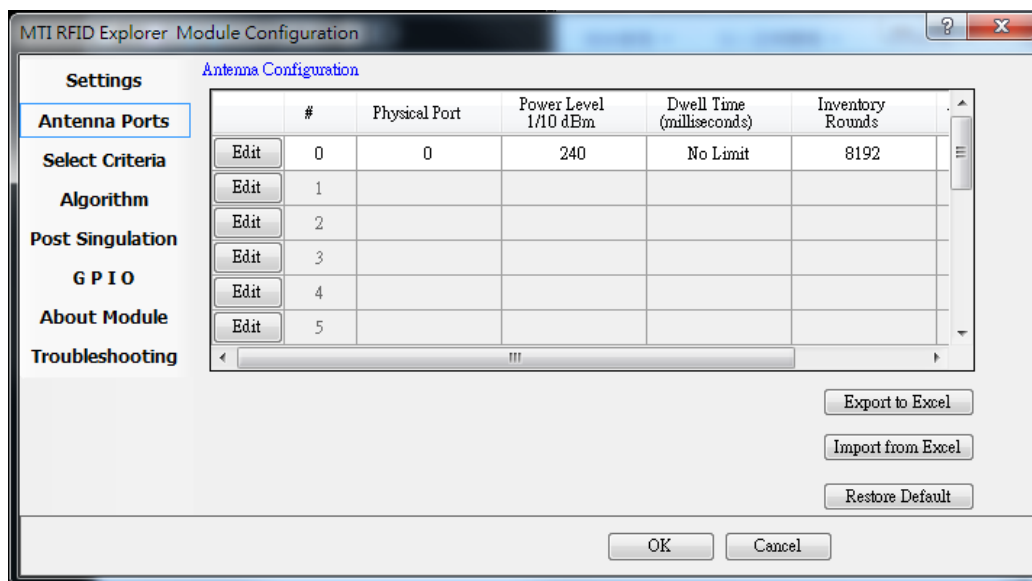 MTI RFID Explorer Module Configuration
Settings
Antenna Ports
Select Criteria
Algorithm
Post Singulation
G P I O
About Module
Troubleshooting
Antenna Configuration
# Physical Port Power Level 1/10 dBm Dwell Time (milliseconds) Inventory Rounds
Edit 0 0 240 No Limit 8192
Edit 1
Edit 2
Edit 3
Edit 4
Edit 5
Export to Excel
Import from Excel
Restore Default
OK Cancel